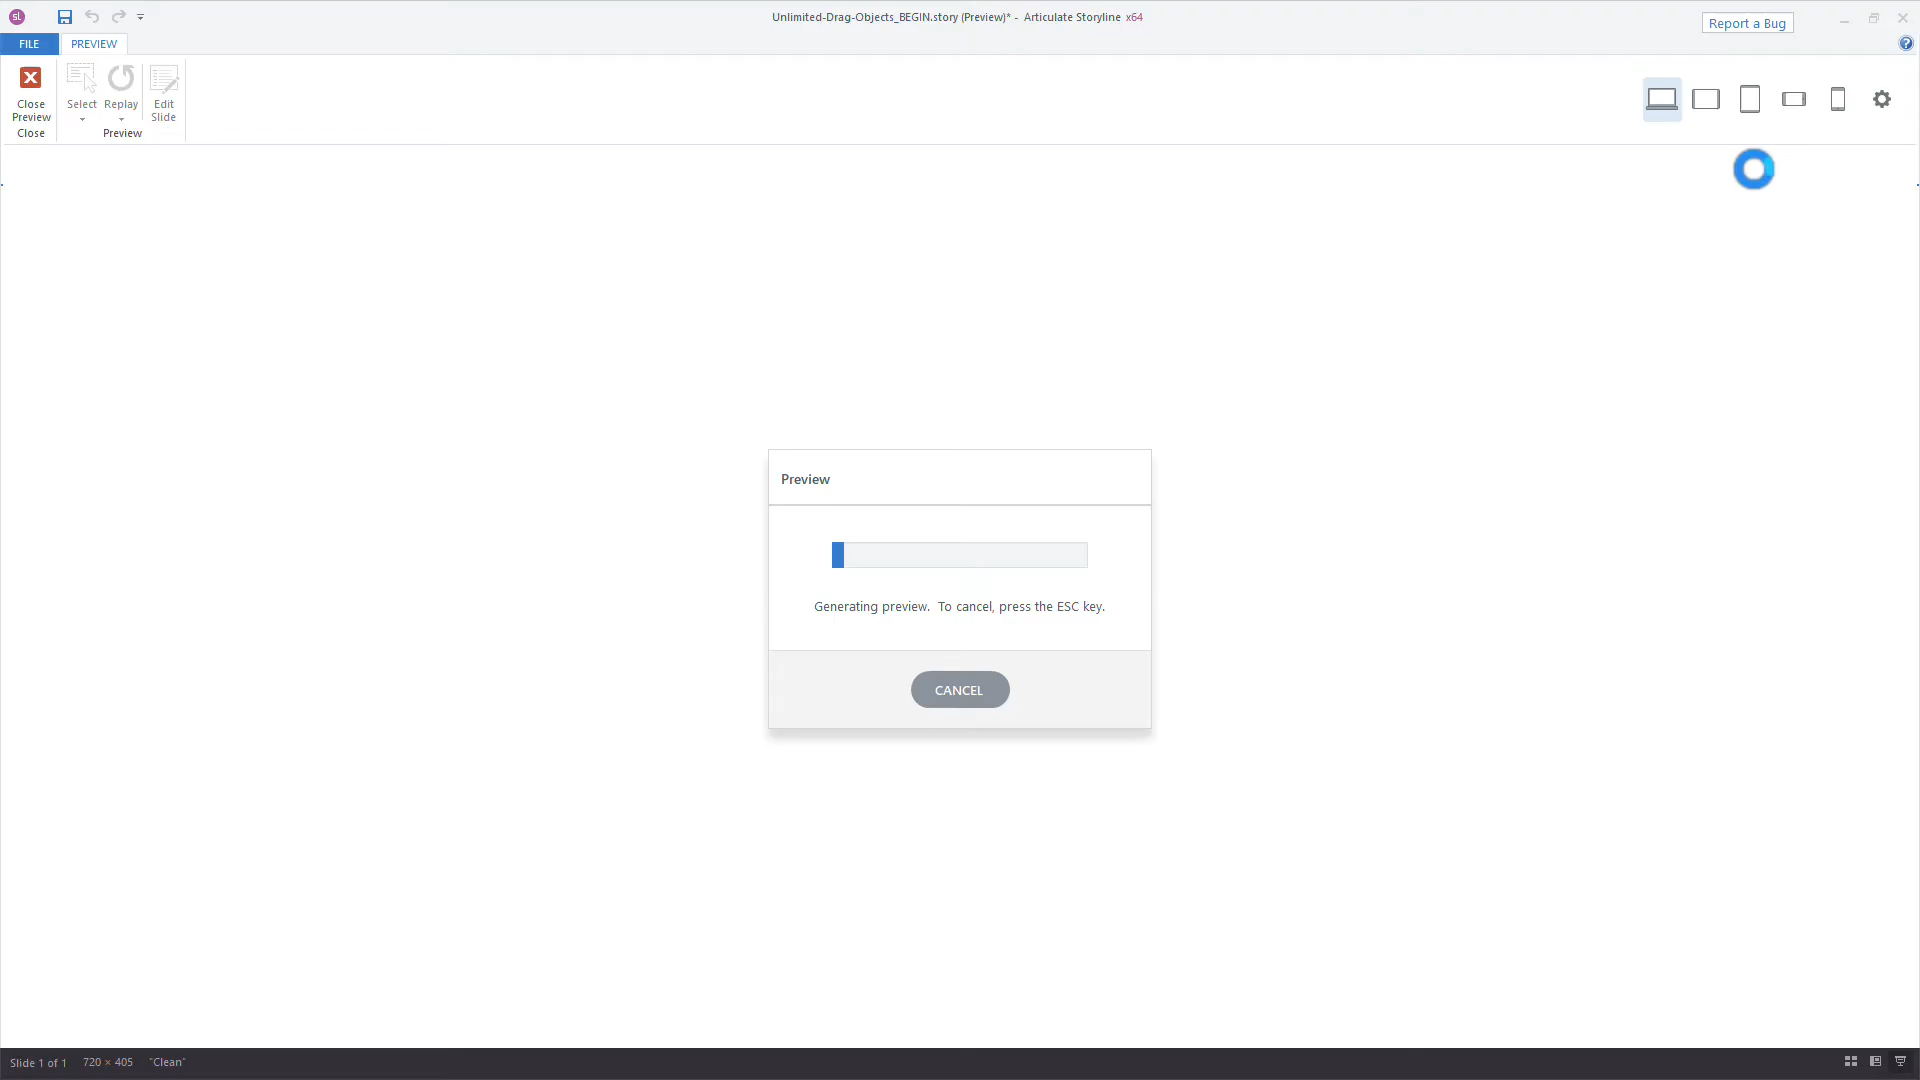 sl
Unlimited-Drag-Objects_BEGIN.story (Preview)* - Articulate Storyline x64
Report a Bug
FILE
PREVIEW
?
Close Preview
Select
Replay
Edit Slide
Close
Preview
Preview
Generating preview. To cancel, press the ESC key.
CANCEL
Slide 1 of 1
720 × 405
"Clean"